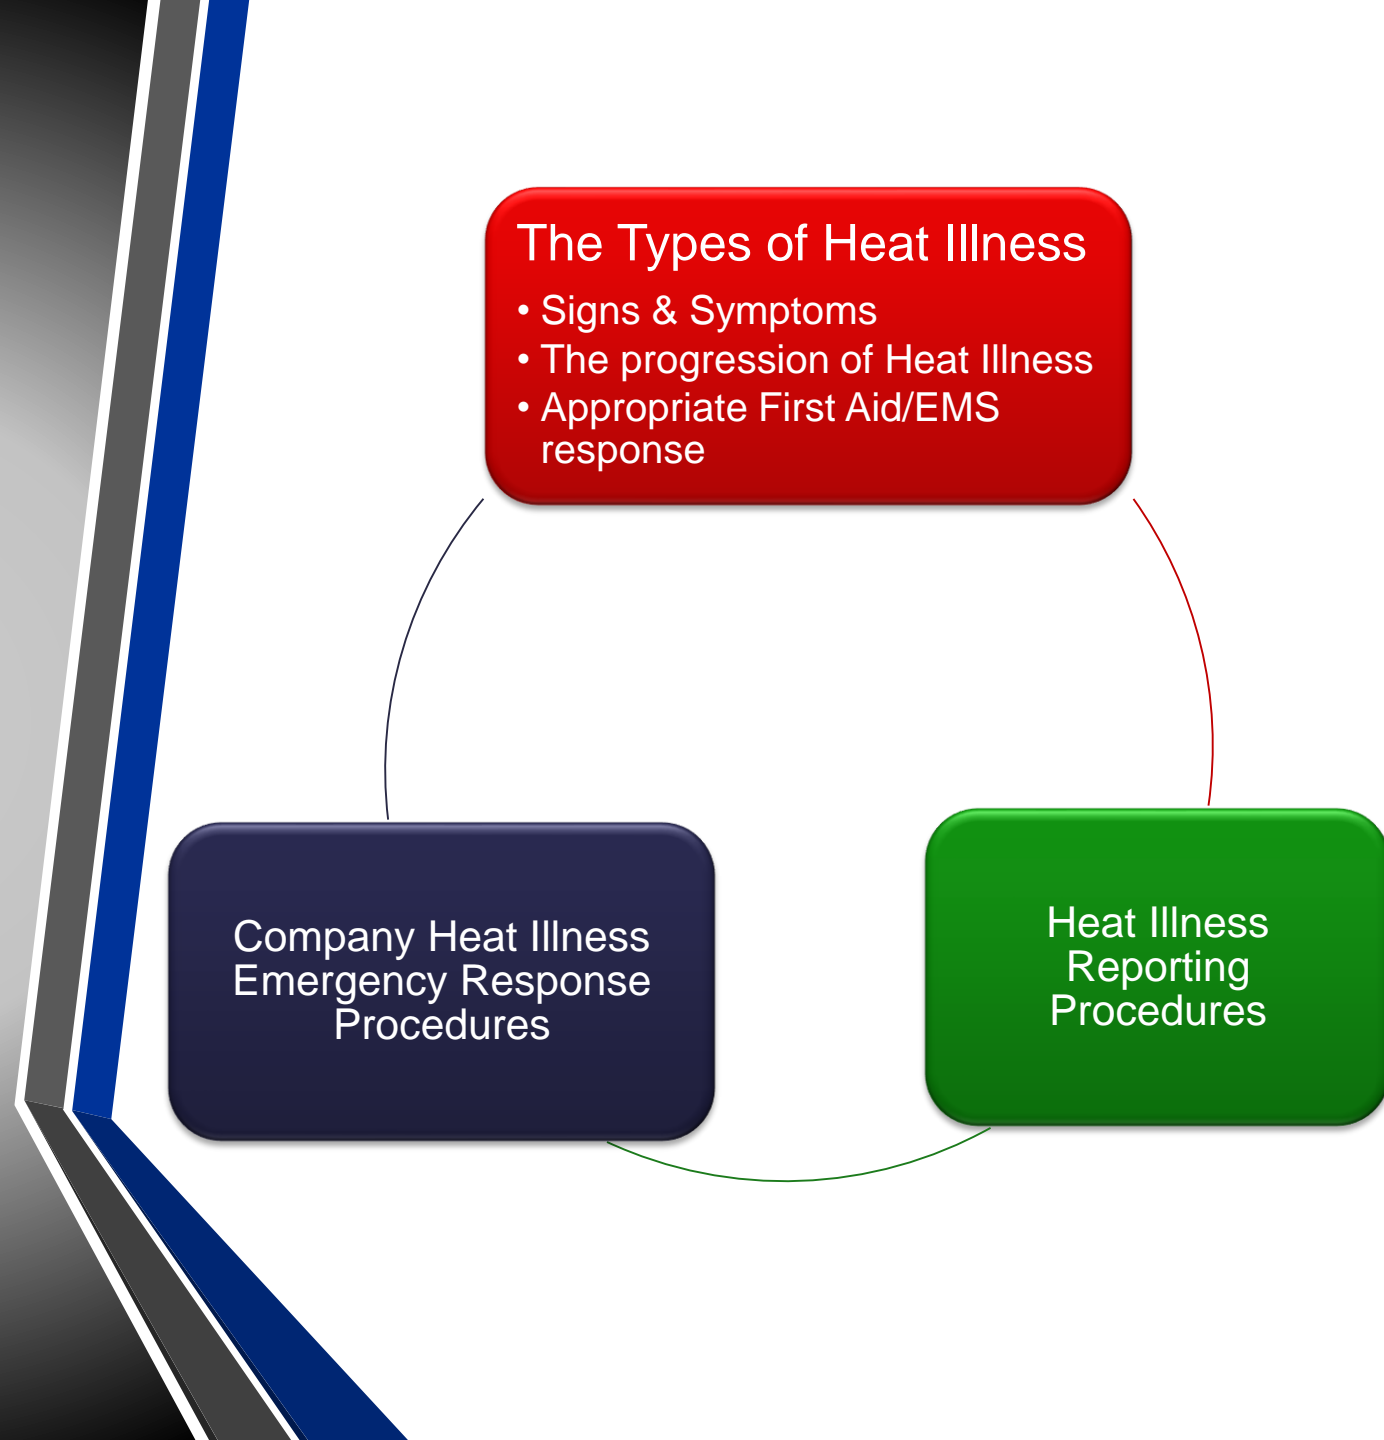 The Types of Heat Illness
• Signs & Symptoms
• The progression of Heat Illness
• Appropriate First Aid/EMS
response
Company Heat Illness
Emergency Response
Procedures
Heat Illness
Reporting
Procedures